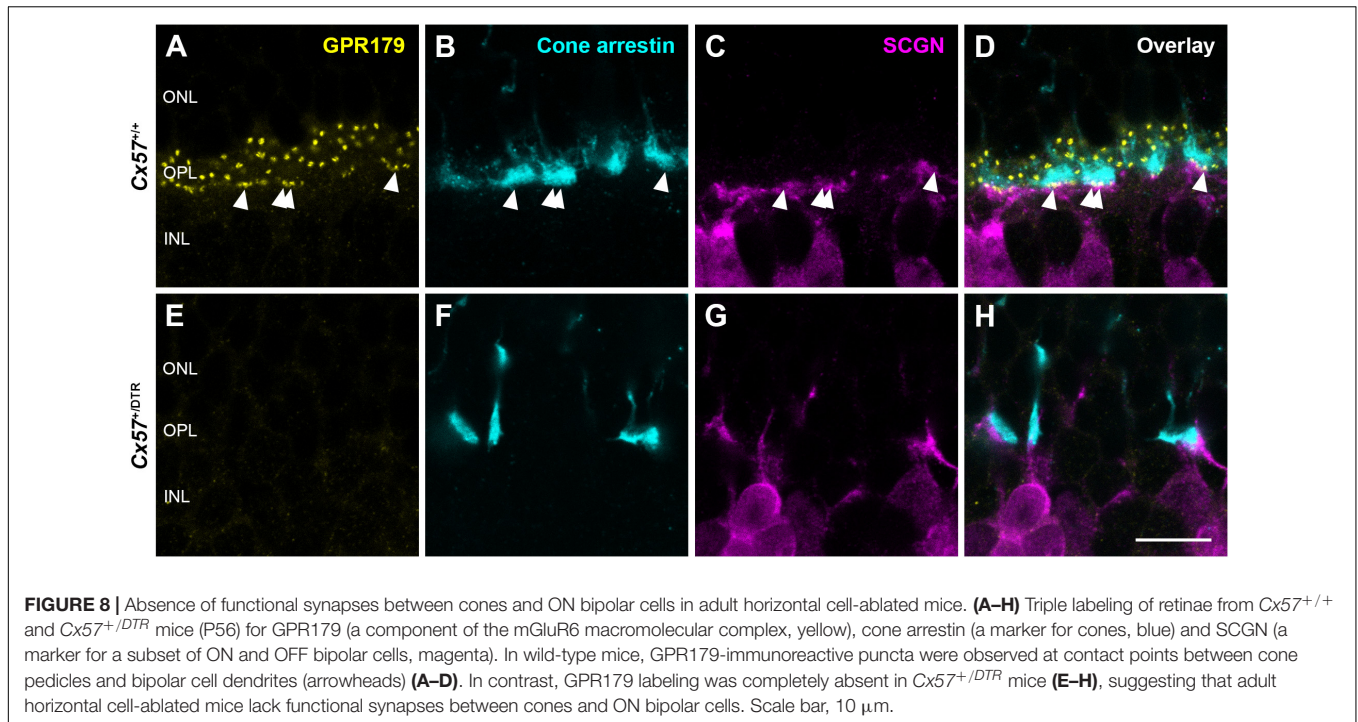 A GPR179
B Cone arrestin
C SCGN
D Overlay
Cx57+/+
ONL
OPL
INL
E
F
G
H
Cx57+/DTR
ONL
OPL
INL
FIGURE 8 | Absence of functional synapses between cones and ON bipolar cells in adult horizontal cell-ablated mice. (A–H) Triple labeling of retinae from Cx57+/+
and Cx57+/DTR mice (P56) for GPR179 (a component of the mGluR6 macromolecular complex, yellow), cone arrestin (a marker for cones, blue) and SCGN (a
marker for a subset of ON and OFF bipolar cells, magenta). In wild-type mice, GPR179-immunoreactive puncta were observed at contact points between cone
pedicles and bipolar cell dendrites (arrowheads) (A–D). In contrast, GPR179 labeling was completely absent in Cx57+/DTR mice (E–H), suggesting that adult
horizontal cell-ablated mice lack functional synapses between cones and ON bipolar cells. Scale bar, 10 μm.